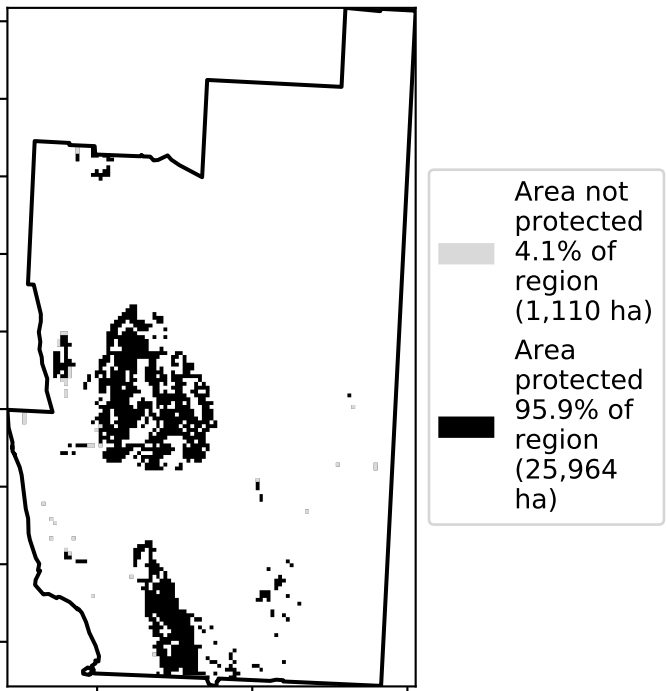 Area not
protected
4.1% of
region
(1,110 ha)
Area
protected
95.9% of
region
(25,964
ha)